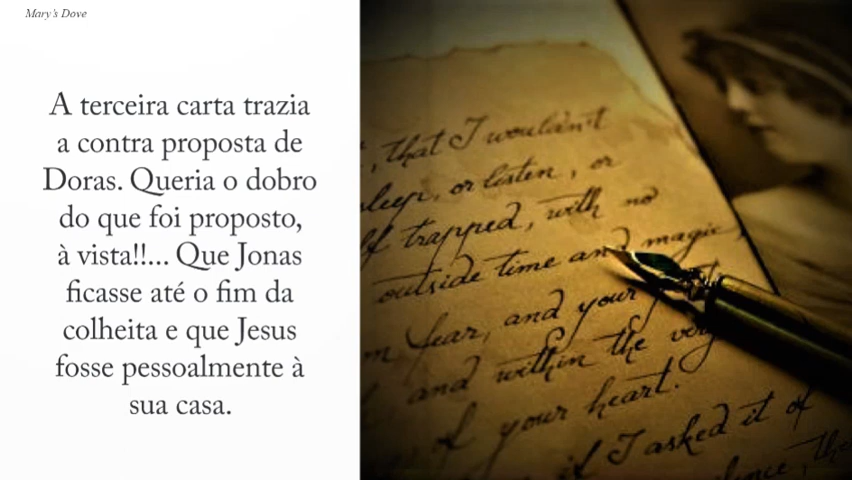 Mary's Dove
A terceira carta trazia
a contra proposta de
Doras. Queria o dobro
do que foi proposto,
à vista!!... Que Jonas
ficasse até o fim da
colheita e que Jesus
fosse pessoalmente à
sua casa.
, that I wouldn't
or listen, or
trapped, with no
outside time and magic,
fear, and your
and within the
of your heart.
if I asked it of